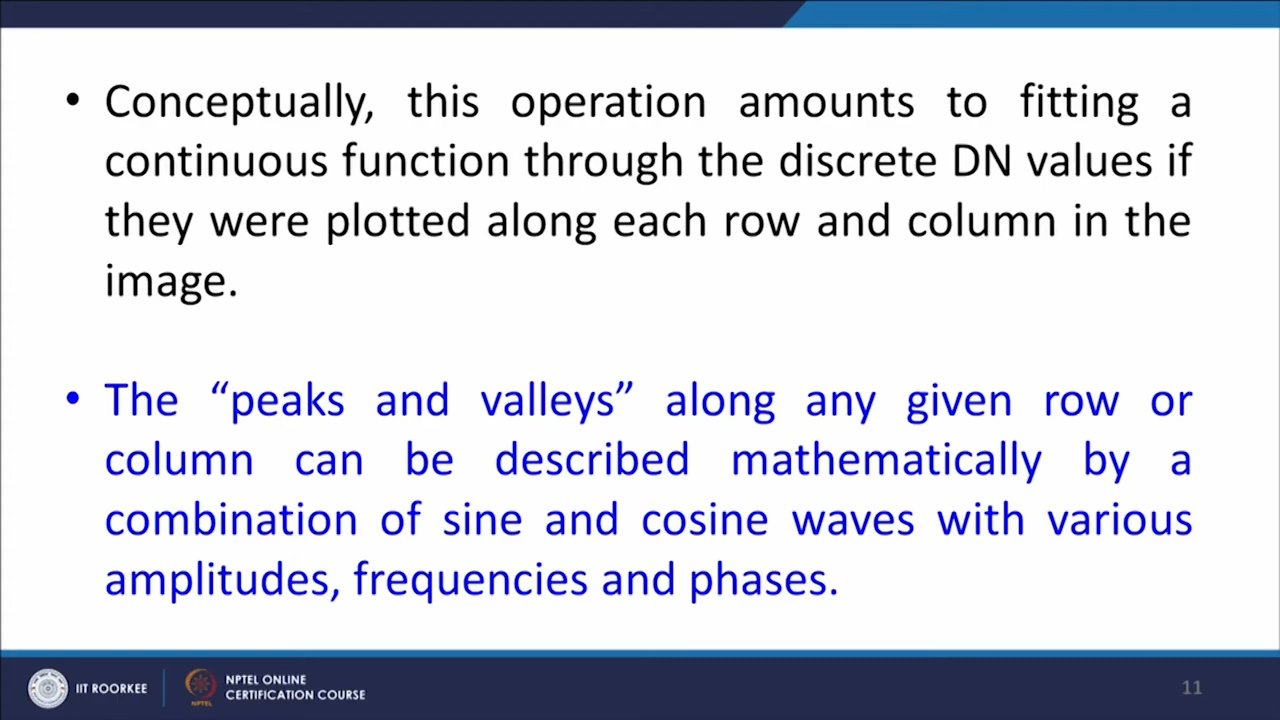 • Conceptually, this operation amounts to fitting a
continuous function through the discrete DN values if
they were plotted along each row and column in the
image.
• The “peaks and valleys” along any given row or
column can be described mathematically by a
combination of sine and cosine waves with various
amplitudes, frequencies and phases.
IIT ROORKEE
NPTEL
NPTEL ONLINE
CERTIFICATION COURSE
11